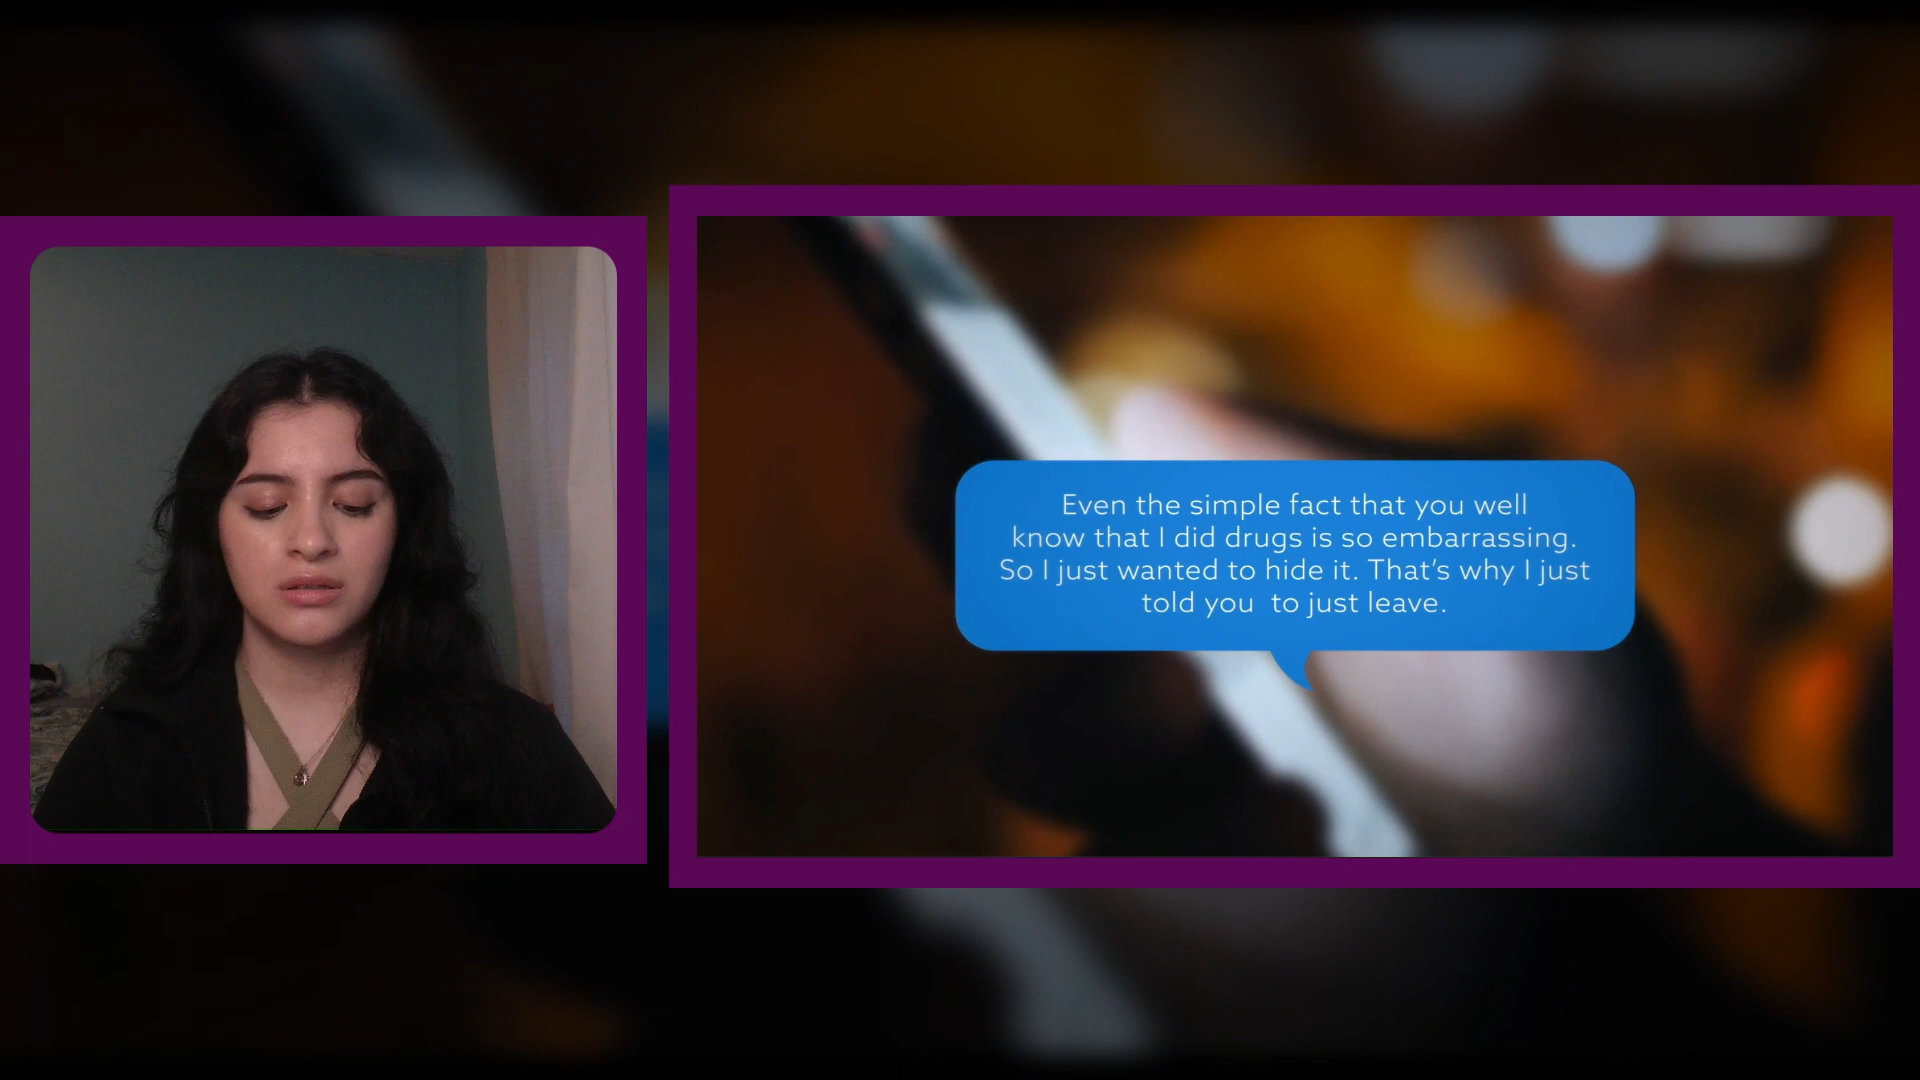 Even the simple fact that you well
know that I did drugs is so embarrassing.
So I just wanted to hide it. That's why I just
told you  to just leave.